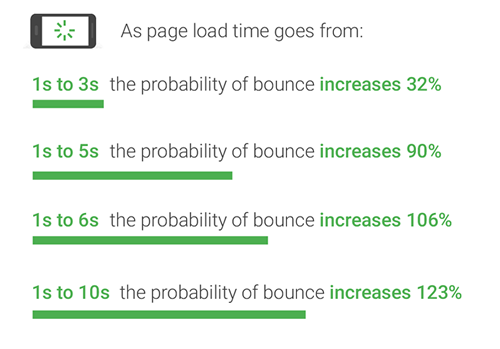 As page load time goes from:
1s to 3s the probability of bounce increases 32%
1s to 5s the probability of bounce increases 90%
1s to 6s the probability of bounce increases 106%
1s to 10s the probability of bounce increases 123%